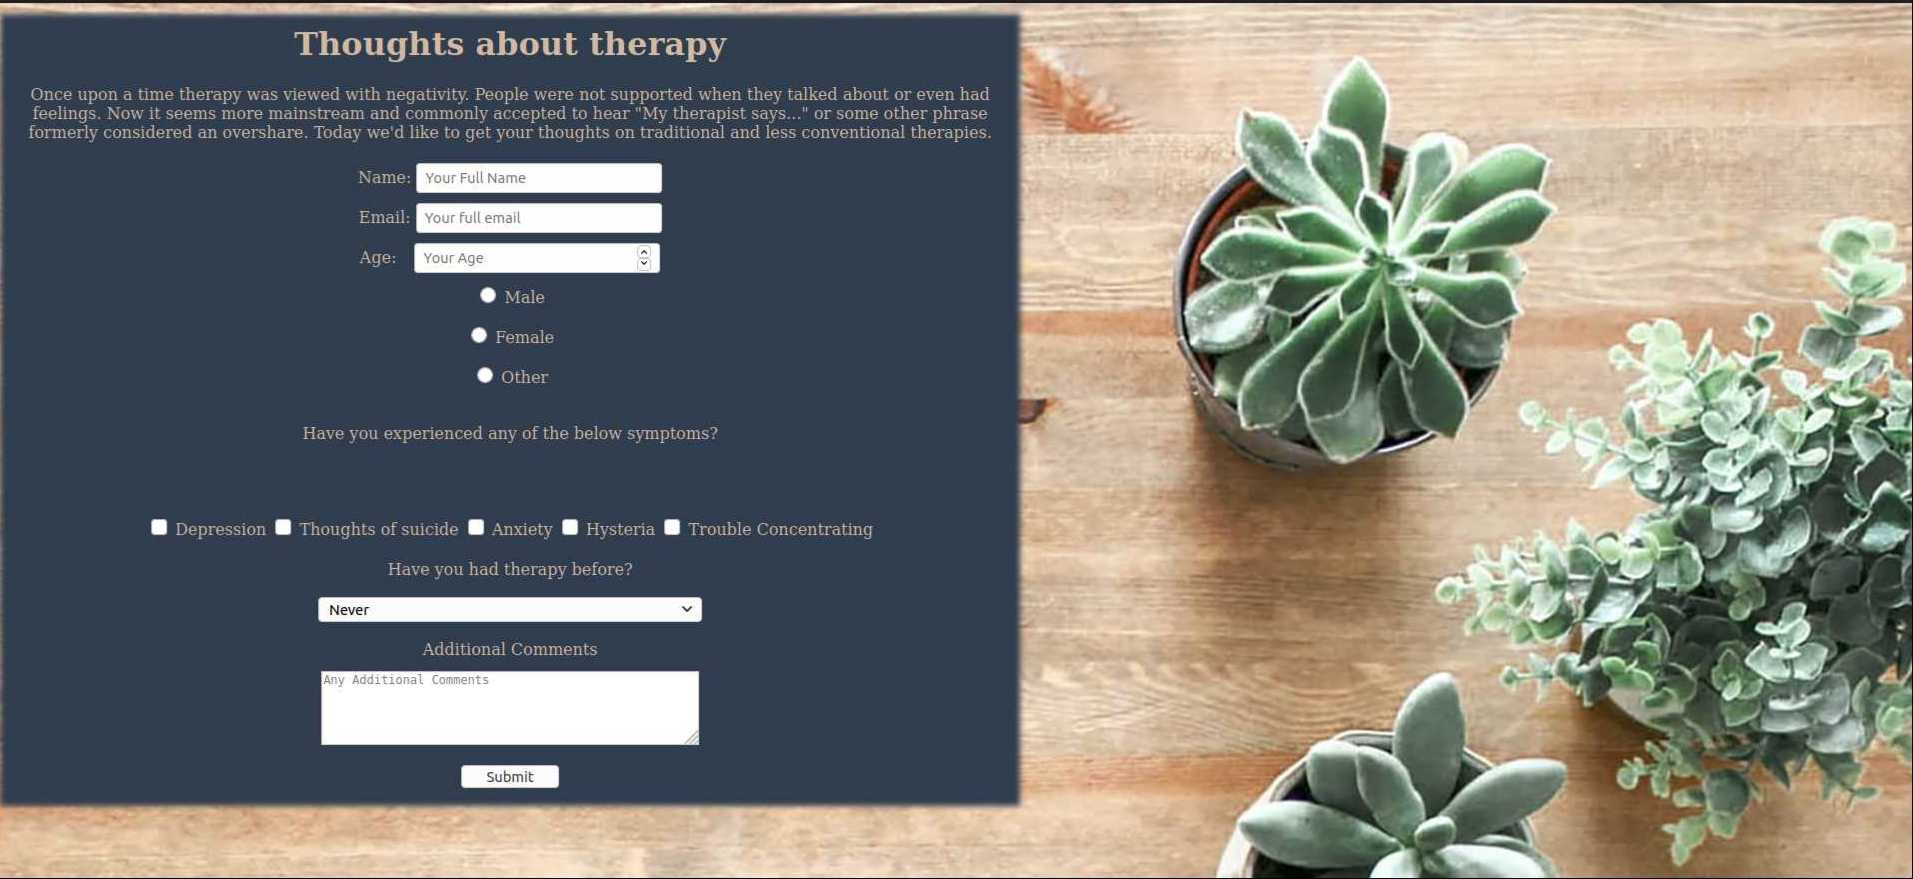 Thoughts about therapy
Once upon a time therapy was viewed with negativity. People were not supported when they talked about or even had
feelings. Now it seems more mainstream and commonly accepted to hear "My therapist says..." or some other phrase
formerly considered an overshare. Today we'd like to get your thoughts on traditional and less conventional therapies.
Name: Your Full Name
Email: Your full email
Age: Your Age
Male
Female
Other
Have you experienced any of the below symptoms?
Depression Thoughts of suicide Anxiety Hysteria Trouble Concentrating
Have you had therapy before?
Never
Additional Comments
Any Additional Comments
Submit